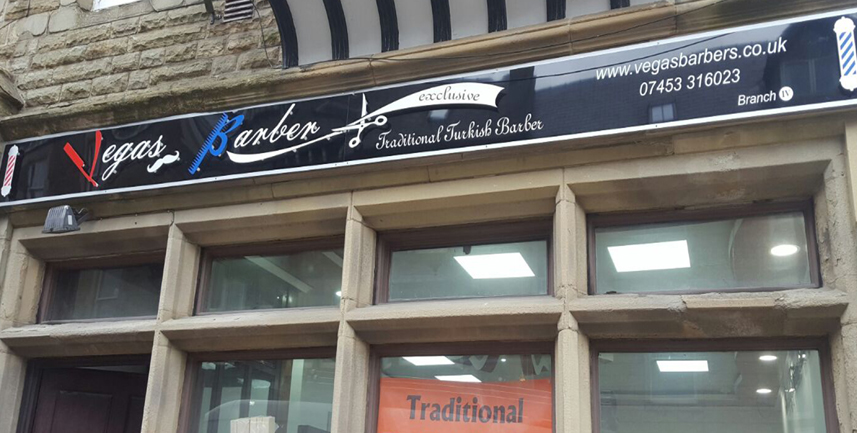 Vegas Barber
exclusive
Traditional Turkish Barber
www.vegasbarbers.co.uk
07453 316023
Branch IV
Traditional